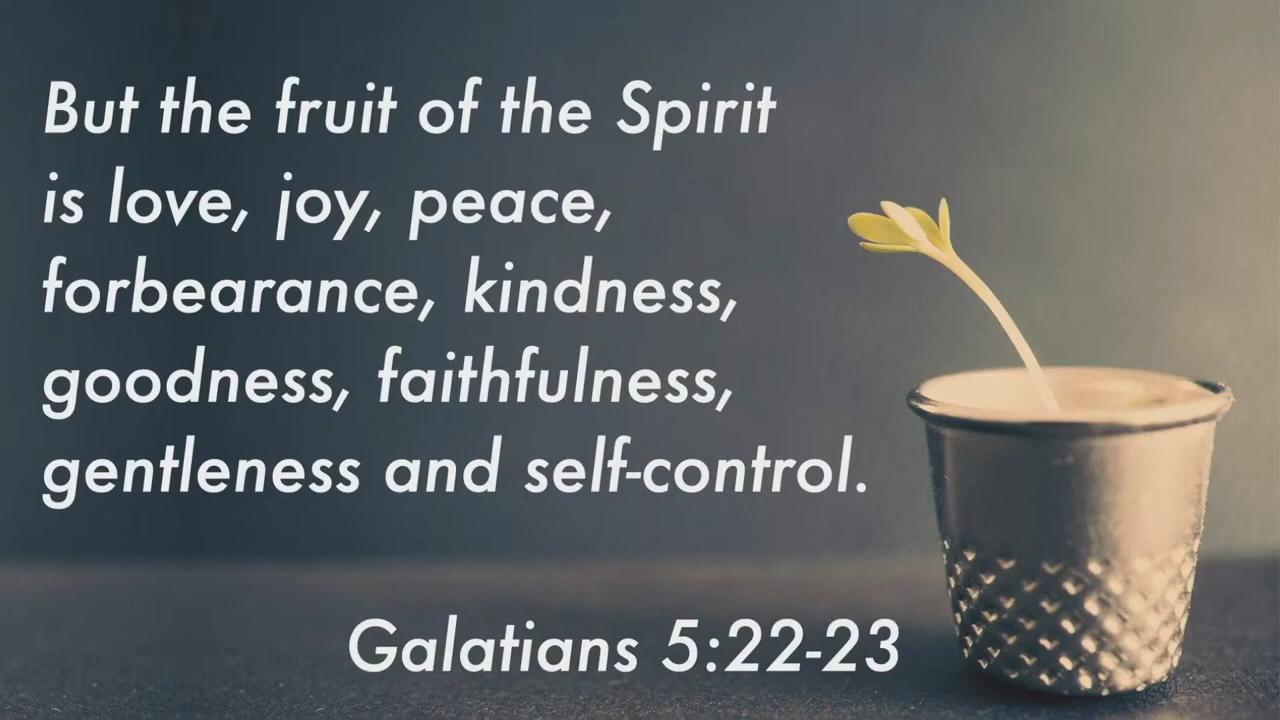 But the fruit of the Spirit
is love, joy, peace,
forbearance, kindness,
goodness, faithfulness,
gentleness and self-control.
Galatians 5:22-23